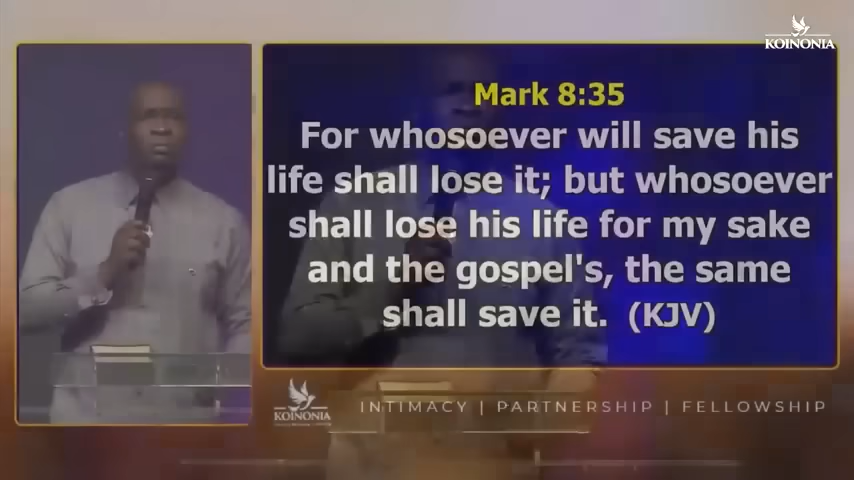 KOINONIA
Mark 8:35
For whosoever will save his
life shall lose it; but whosoever
shall lose his life for my sake
and the gospel's, the same
shall save it. (KJV)
KOINONIA
INTIMACY | PARTNERSHIP | FELLOWSHIP